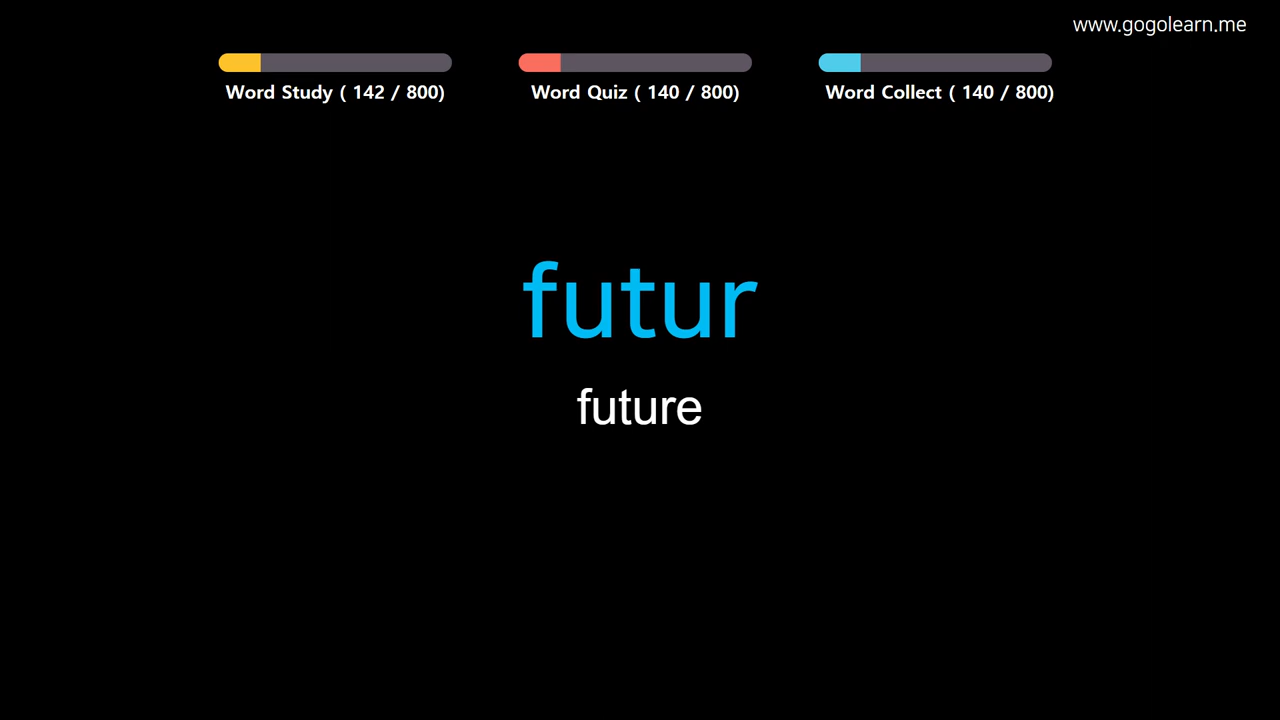 www.gogolearn.me
Word Study ( 142 / 800)
Word Quiz ( 140 / 800)
Word Collect ( 140 / 800)
futur
future